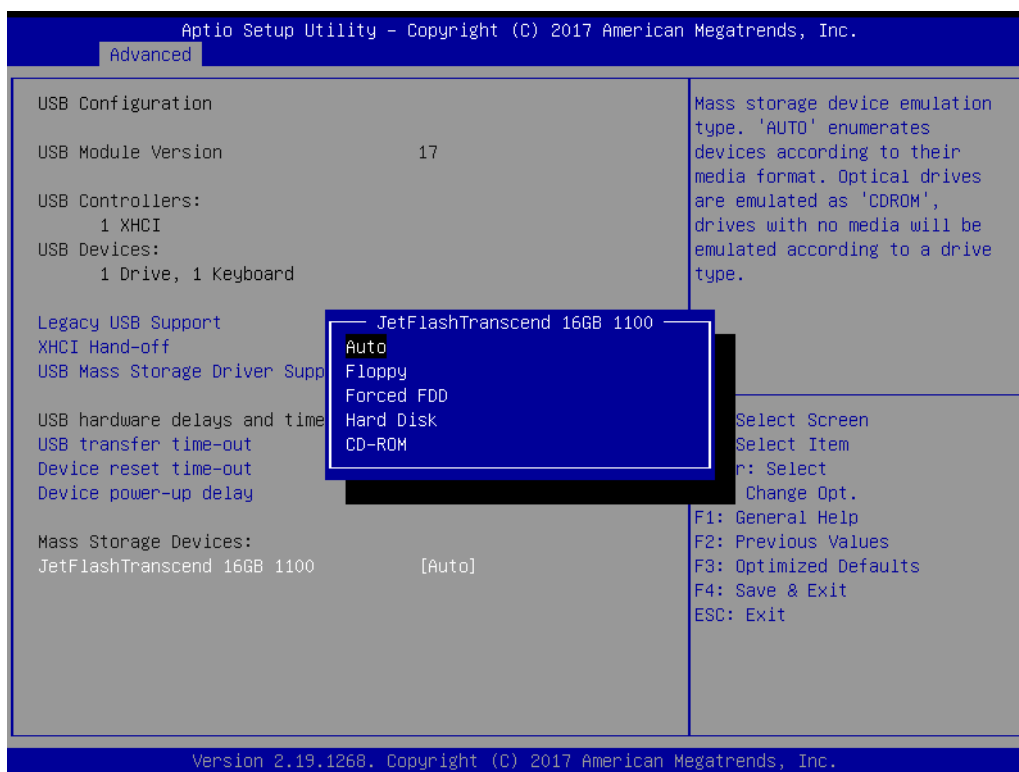 Aptio Setup Utility – Copyright (C) 2017 American Megatrends, Inc.
Advanced
USB Configuration
USB Module Version 17
USB Controllers:
1 XHCI
USB Devices:
1 Drive, 1 Keyboard
Legacy USB Support
XHCI Hand-off
USB Mass Storage Driver Supp
USB hardware delays and time
USB transfer time-out
Device reset time-out
Device power-up delay
Mass Storage Devices:
JetFlashTranscend 16GB 1100 [Auto]
JetFlashTranscend 16GB 1100
Auto
Floppy
Forced FDD
Hard Disk
CD-ROM
Mass storage device emulation
type. 'AUTO' enumerates
devices according to their
media format. Optical drives
are emulated as 'CDROM',
drives with no media will be
emulated according to a drive
type.
Select Screen
Select Item
r: Select
Change Opt.
F1: General Help
F2: Previous Values
F3: Optimized Defaults
F4: Save & Exit
ESC: Exit
Version 2.19.1268. Copyright (C) 2017 American Megatrends, Inc.